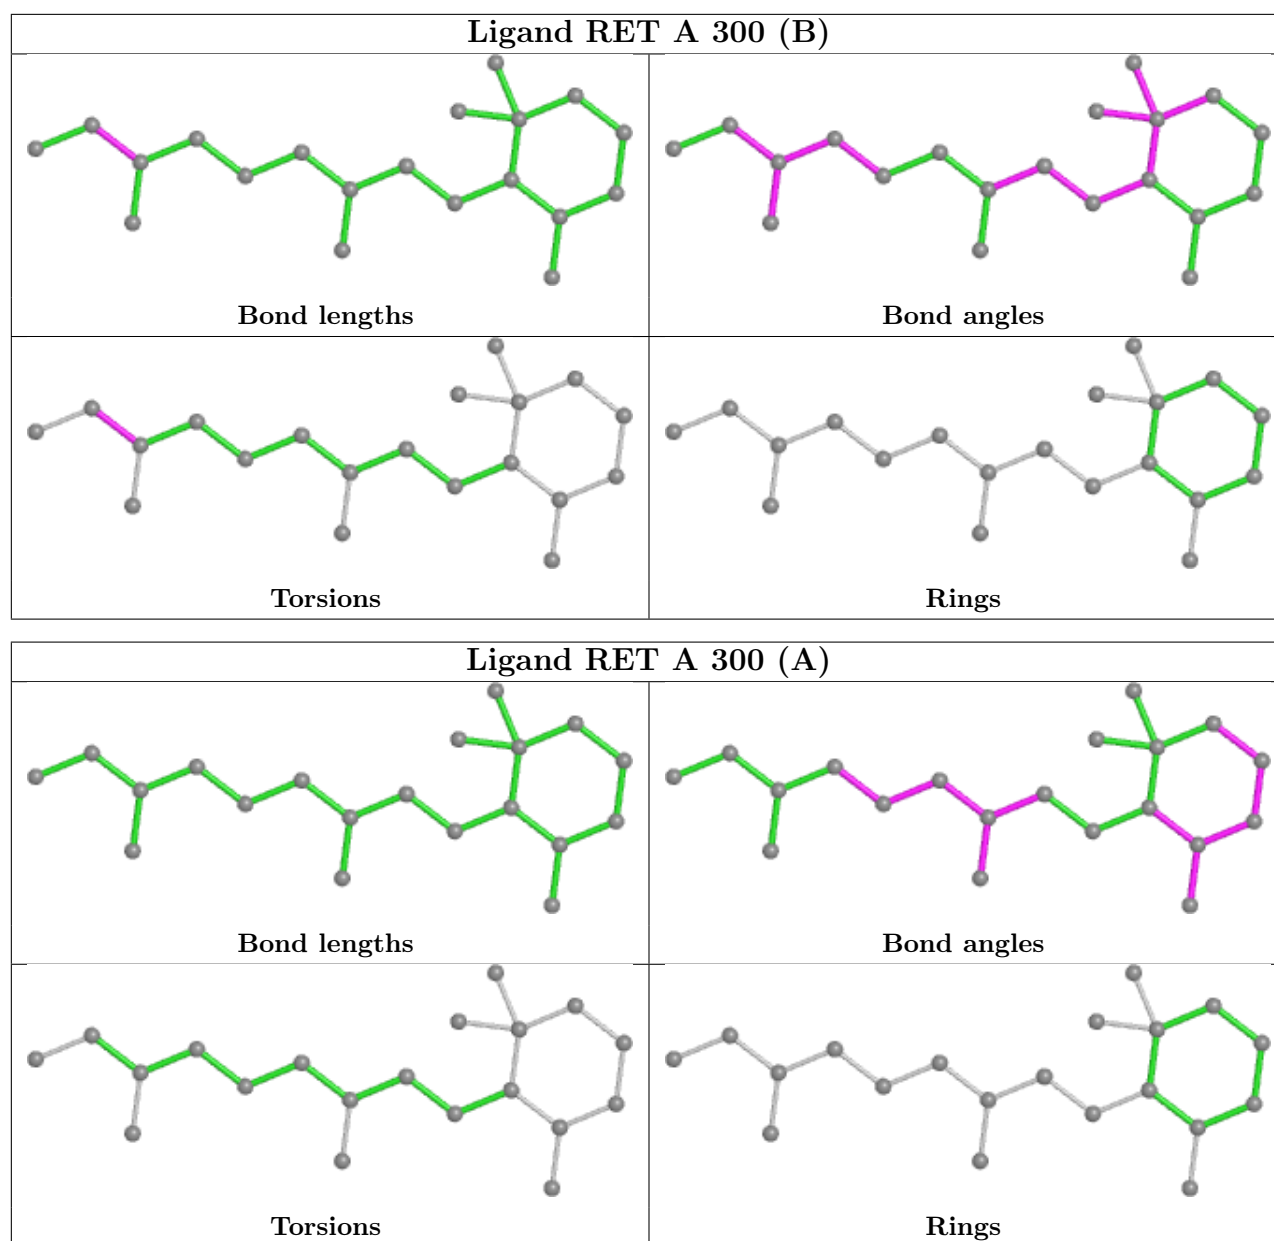 Ligand RET A 300 (B)
Bond lengths
Bond angles
Torsions
Rings
Ligand RET A 300 (A)
Bond lengths
Bond angles
Torsions
Rings